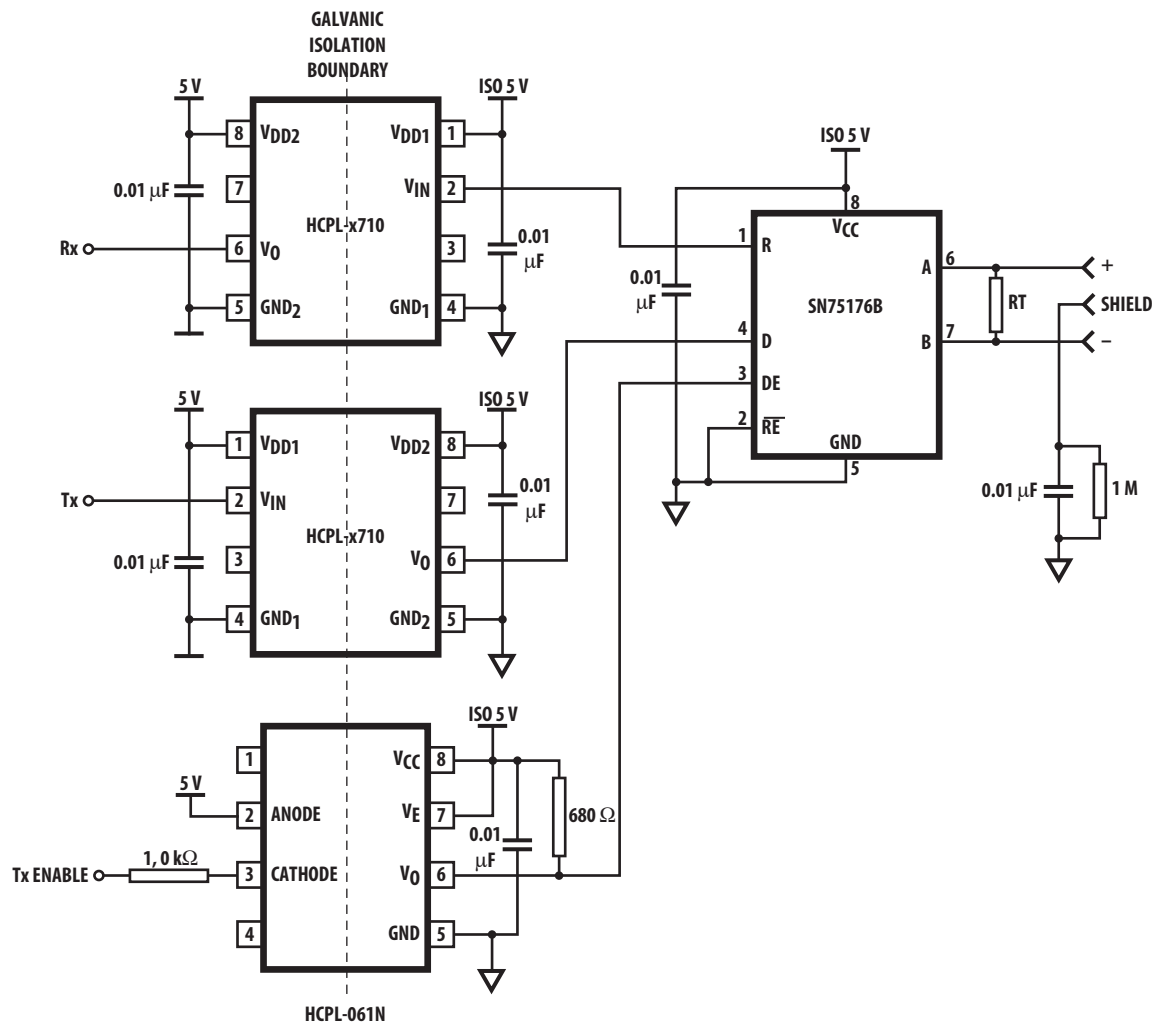 GALVANIC
ISOLATION
BOUNDARY
5 V
ISO 5 V
8 VDD2
VDD1 1
0.01 µF
7
VIN 2
HCPL-x710
Rx
6 VO
3
0.01
µF
5 GND2
GND1 4
5 V
ISO 5 V
1 VDD1
VDD2 8
Tx
2 VIN
7
0.01
µF
HCPL-x710
0.01 µF
3
VO 6
4 GND1
GND2 5
ISO 5 V
1
VCC 8
5 V
2 ANODE
VE 7
680 Ω
0.01
µF
1, 0 kΩ
Tx ENABLE
3 CATHODE
VO 6
4
GND 5
HCPL-061N
ISO 5 V
8
VCC
1
R
A
6
+
0.01
µF
SN75176B
RT
SHIELD
4
D
B
7
–
3
DE
2
R̅E̅
GND
5
0.01 µF
1 M